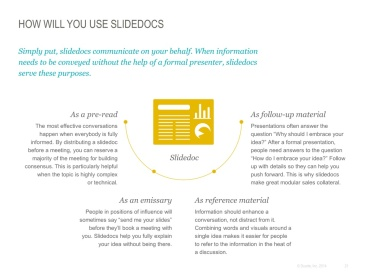 HOW WILL YOU USE SLIDEDOCS
Simply put, slidedocs communicate on your behalf. When information
needs to be conveyed without the help of a formal presenter, slidedocs
serve these purposes.
As a pre-read
The most effective conversations
happen when everybody is fully
informed. By distributing a slidedoc
before a meeting, you can reserve a
majority of the meeting for building
consensus. This is particularly helpful
when the topic is highly complex
or technical.
Slidedoc
As follow-up material
Presentations often answer the
question “Why should I embrace your
idea?” After a formal presentation,
people need answers to the question
“How do I embrace your idea?” Follow
up with details so they can help you
push forward. This is why slidedocs
make great modular sales collateral.
As an emissary
People in positions of influence will
sometimes say “send me your slides”
before they'll book a meeting with
you. Slidedocs help you fully explain
your idea without being there.
As reference material
Information should enhance a
conversation, not distract from it.
Combining words and visuals around a
single idea makes it easier for people
to refer to the information in the heat of
a discussion.